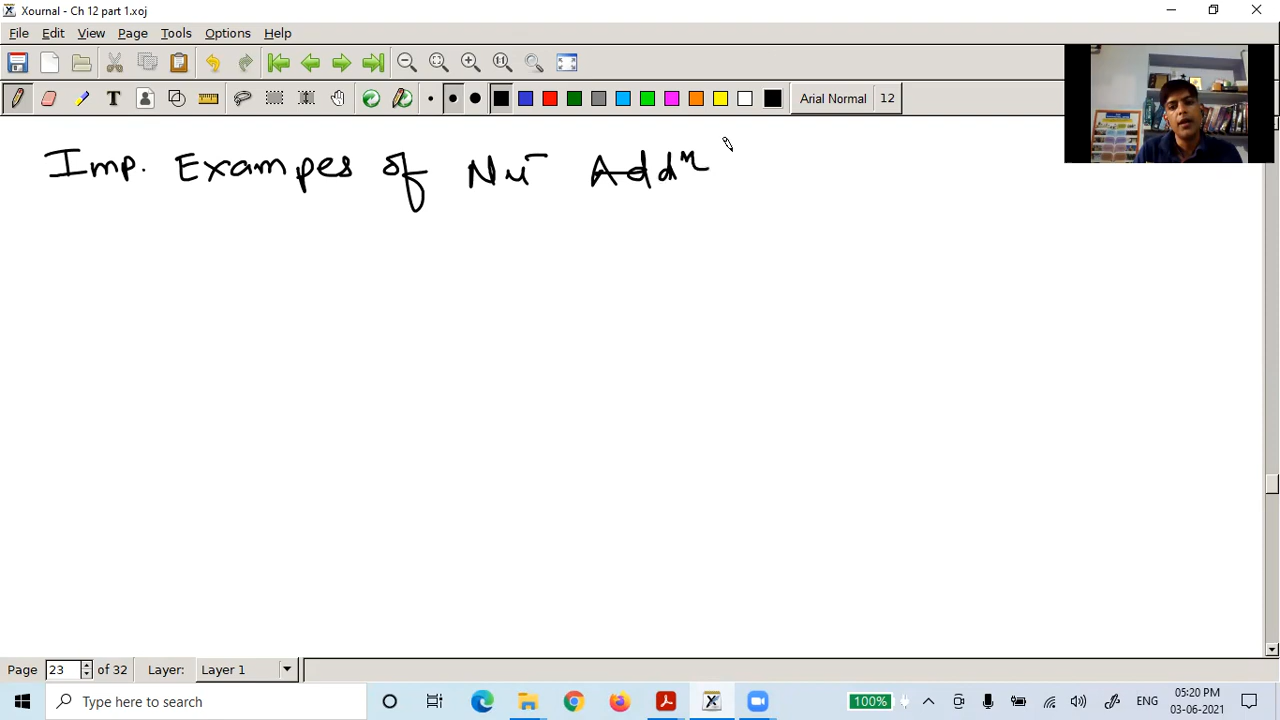 Xournal - Ch 12 part 1.xoj
File Edit View Page Tools Options Help
Arial Normal 12
Imp. Exampes of Nu⁻ Addⁿ
Page 23 of 32 Layer: Layer 1
Type here to search
100% ENG
05:20 PM
03-06-2021